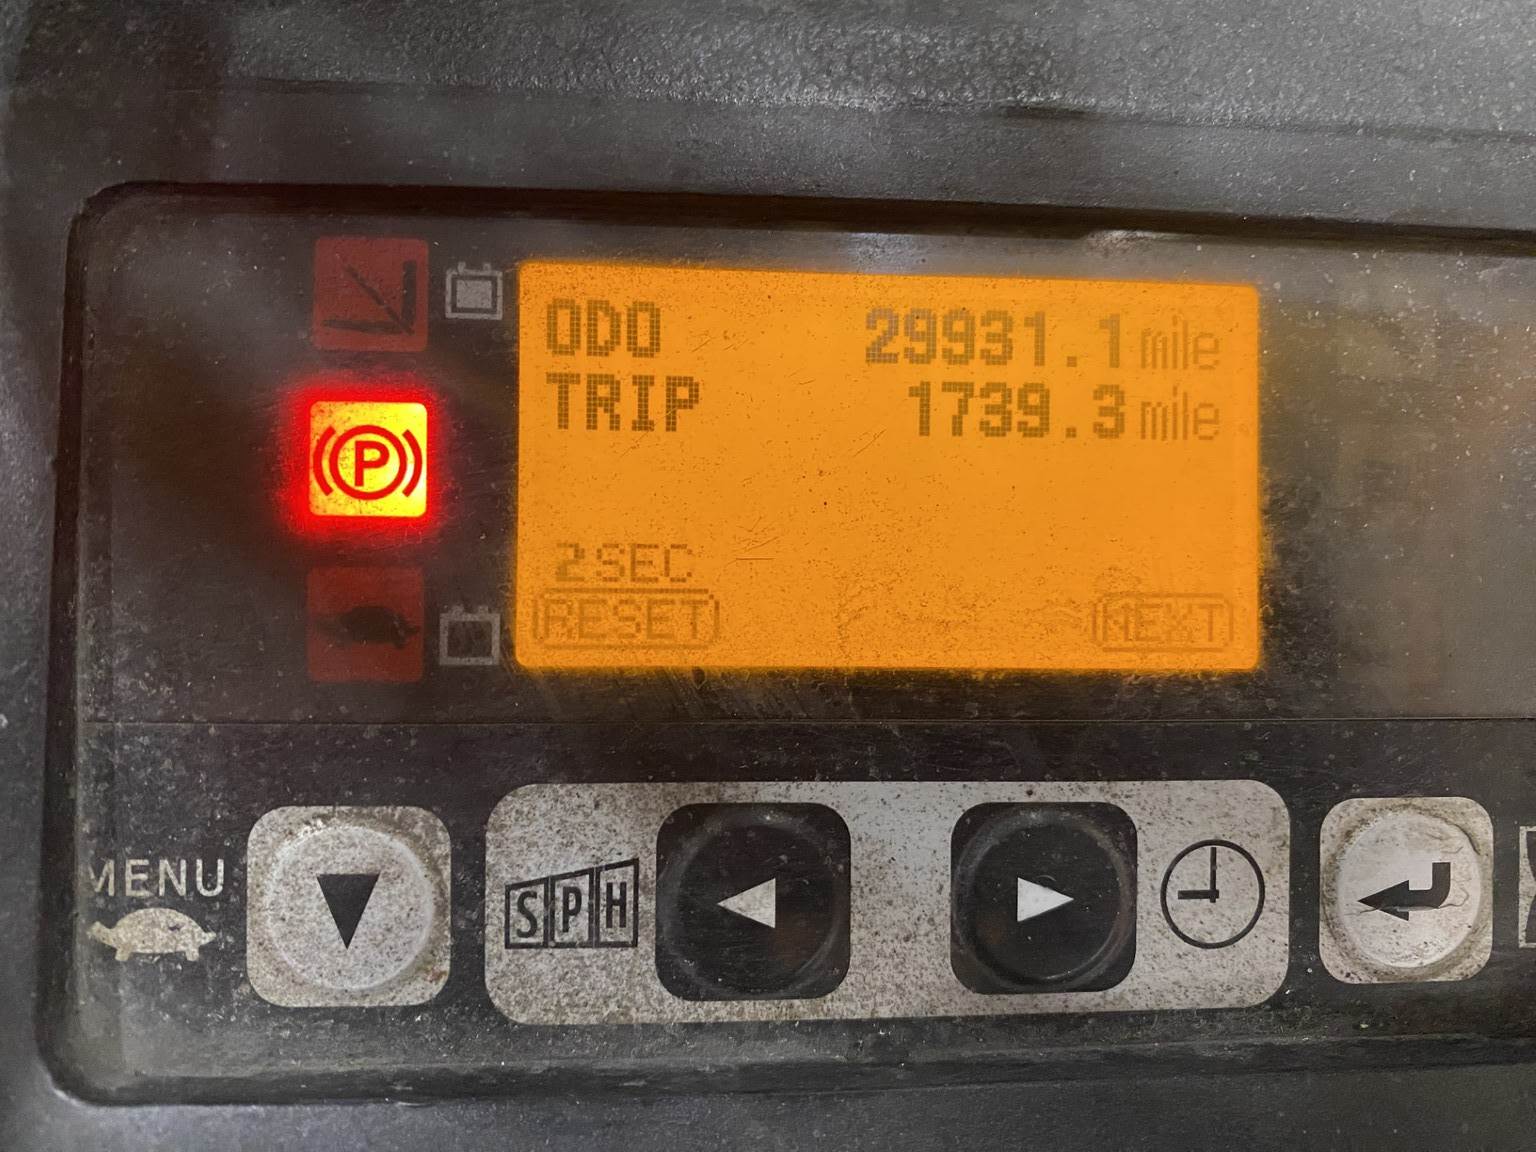 ODO 29931.1 mile
TRIP 1739.3 mile
2SEC
RESET NEXT
P
MENU
SPH